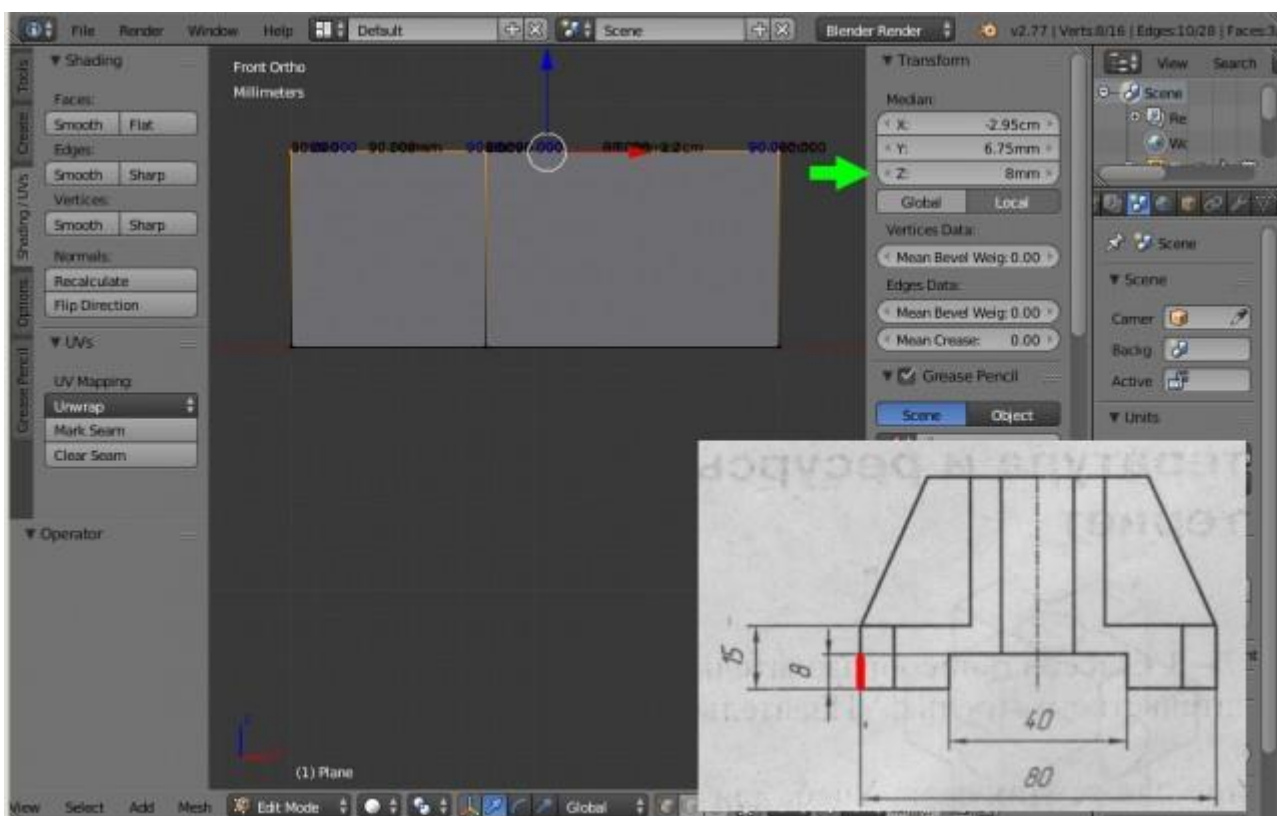 File Render Window Help Default Scene Blender Render v2.77 | Verts:8/16 | Edges:10/28 | Faces:3
Tools
Create
Shading / UVs
Options
Grease Pencil
Shading
Faces:
Smooth Flat
Edges:
Smooth Sharp
Vertices:
Smooth Sharp
Normals:
Recalculate
Flip Direction
UVs
UV Mapping:
Unwrap
Mark Seam
Clear Seam
Operator
Front Ortho
Millimeters
(1) Plane
Transform
Median:
X: -2.95cm
Y: 6.75mm
Z: 8mm
Global Local
Vertices Data:
Mean Bevel Weig: 0.00
Edges Data:
Mean Bevel Weig: 0.00
Mean Crease: 0.00
Grease Pencil
Scene Object
View Search
Scene
Re
Wc
Scene
Scene
Camer
Backg
Active
Units
15
8
40
80
View Select Add Mesh Edit Mode Global